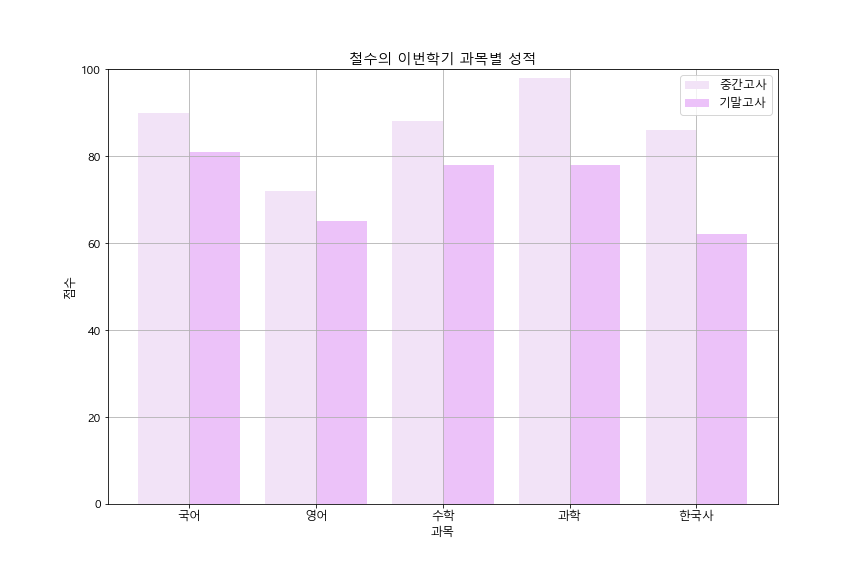 철수의 이번학기 과목별 성적
중간고사
기말고사
100
80
60
40
20
0
점수
국어 영어 수학 과학 한국사
과목